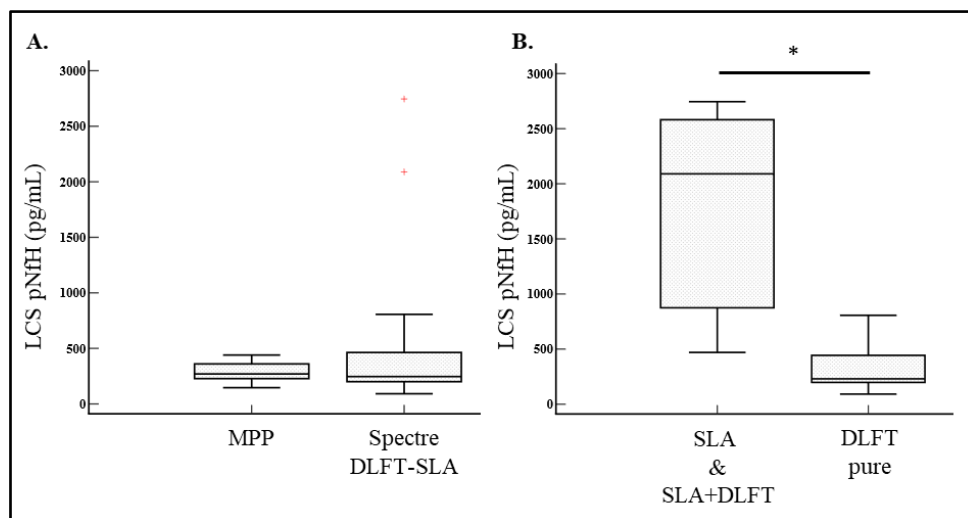 A.
3000
2500
2000
1500
1000
500
0
LCS pNfH (pg/mL)
MPP
Spectre
DLFT-SLA
B.
*
3000
2500
2000
1500
1000
500
0
LCS pNfH (pg/mL)
SLA
&
SLA+DLFT
DLFT
pure